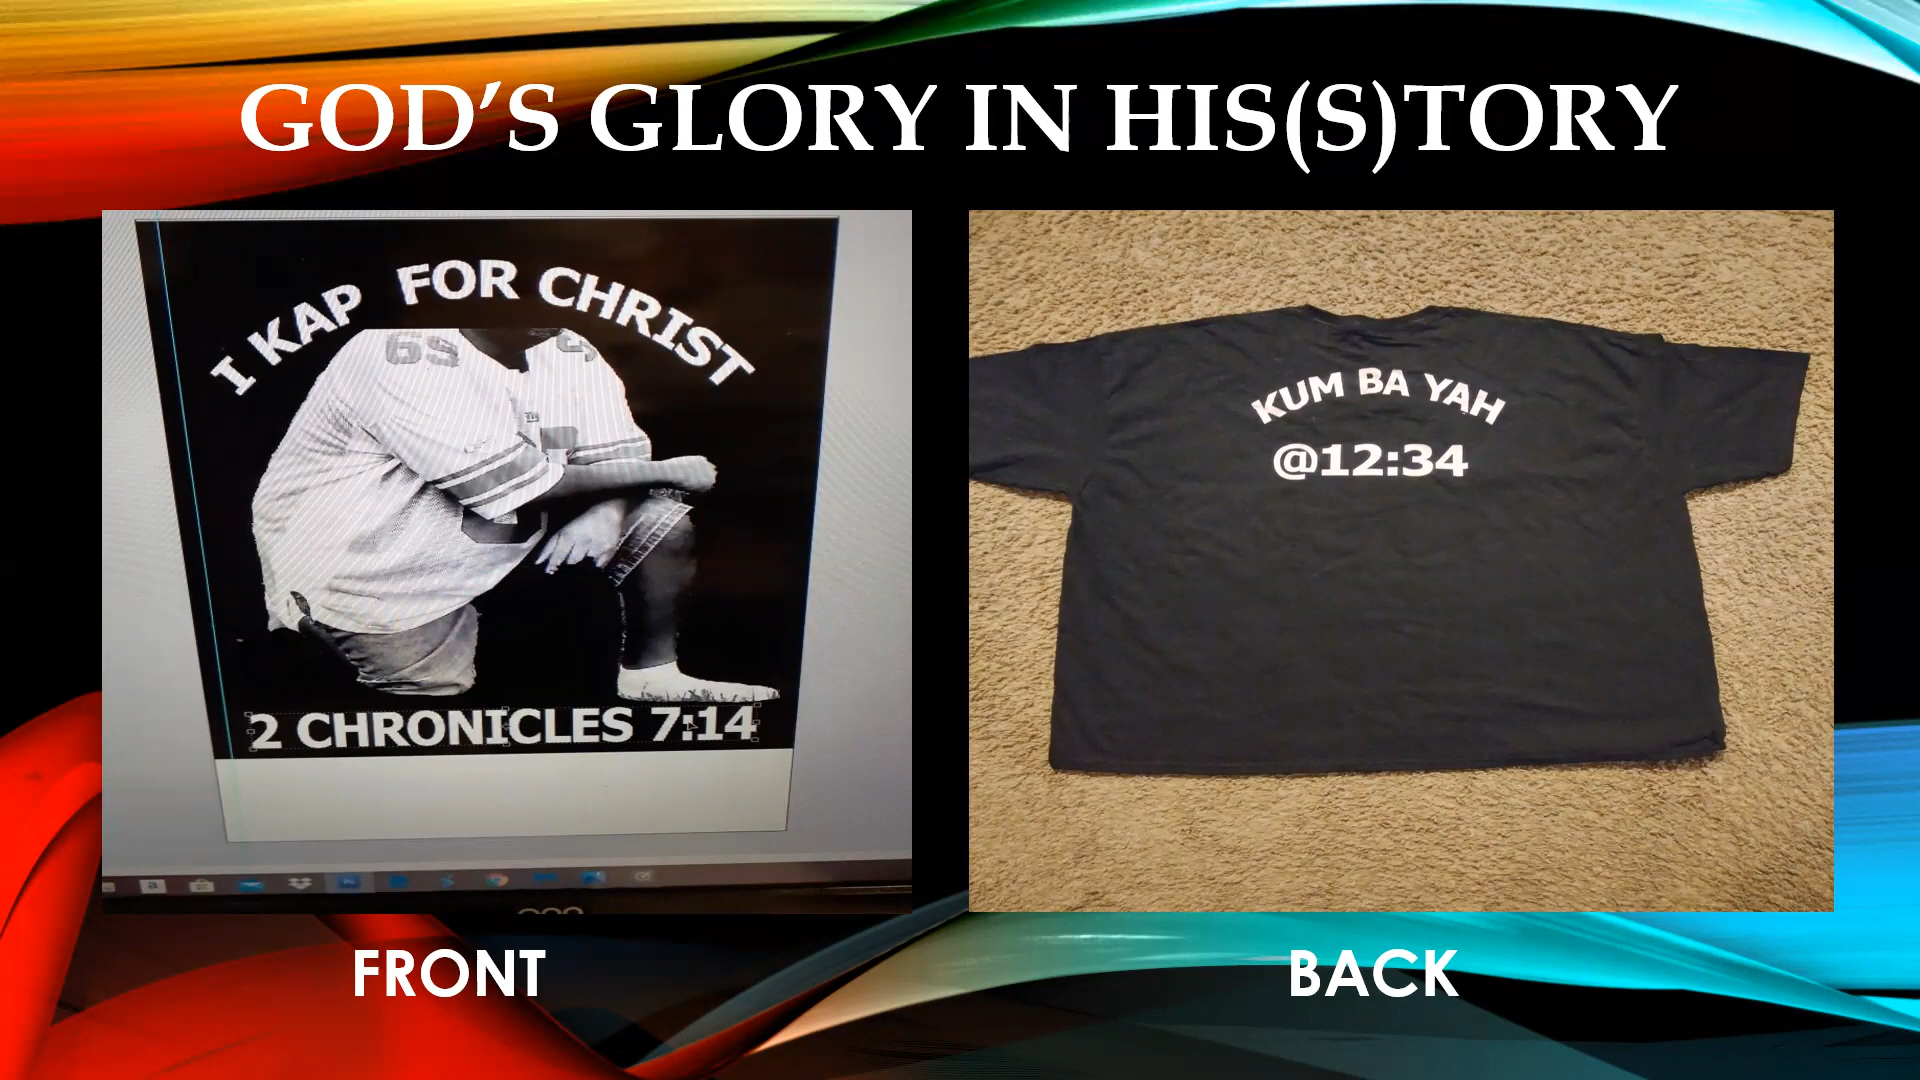 GOD'S GLORY IN HIS(S)TORY
I KAP FOR CHRIST
2 CHRONICLES 7:14
KUM BA YAH
@12:34
FRONT
BACK